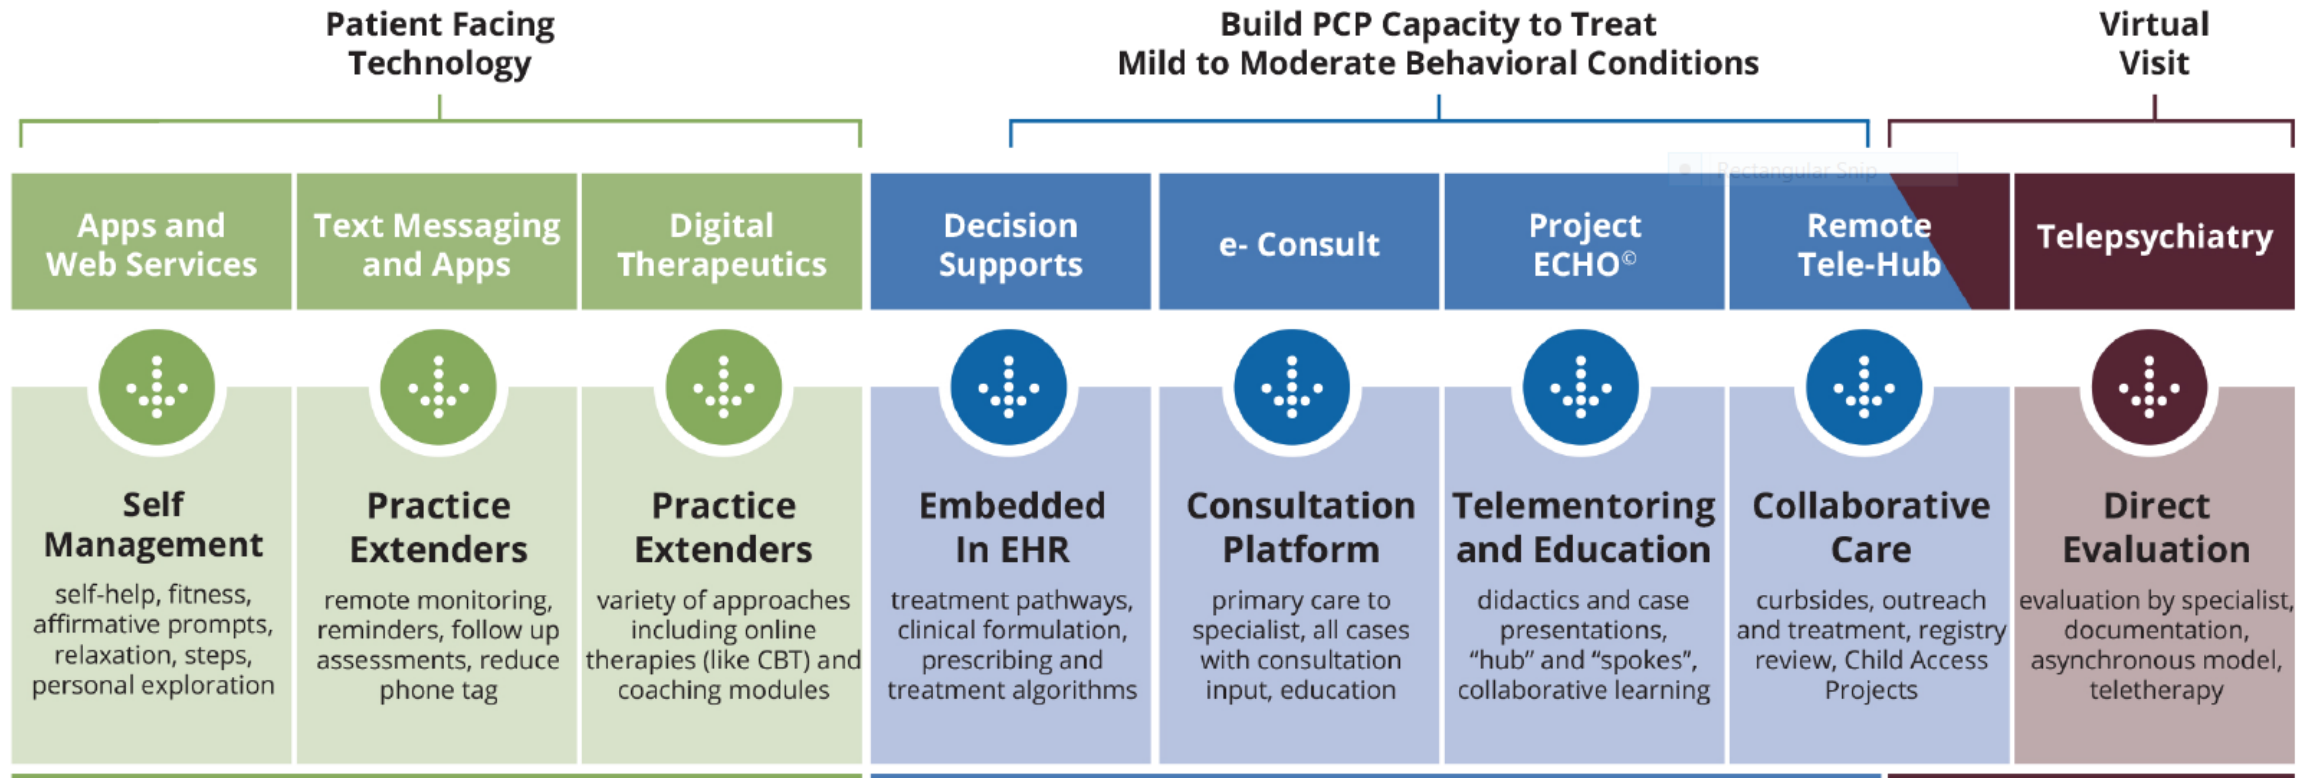 Patient Facing
Technology
Build PCP Capacity to Treat
Mild to Moderate Behavioral Conditions
Virtual
Visit
Rectangular Snip
Apps and
Web Services
Text Messaging
and Apps
Digital
Therapeutics
Decision
Supports
e- Consult
Project
ECHO©
Remote
Tele-Hub
Telepsychiatry
Self
Management
self-help, fitness,
affirmative prompts,
relaxation, steps,
personal exploration
Practice
Extenders
remote monitoring,
reminders, follow up
assessments, reduce
phone tag
Practice
Extenders
variety of approaches
including online
therapies (like CBT) and
coaching modules
Embedded
In EHR
treatment pathways,
clinical formulation,
prescribing and
treatment algorithms
Consultation
Platform
primary care to
specialist, all cases
with consultation
input, education
Telementoring
and Education
didactics and case
presentations,
“hub” and “spokes”,
collaborative learning
Collaborative
Care
curbsides, outreach
and treatment, registry
review, Child Access
Projects
Direct
Evaluation
evaluation by specialist,
documentation,
asynchronous model,
teletherapy